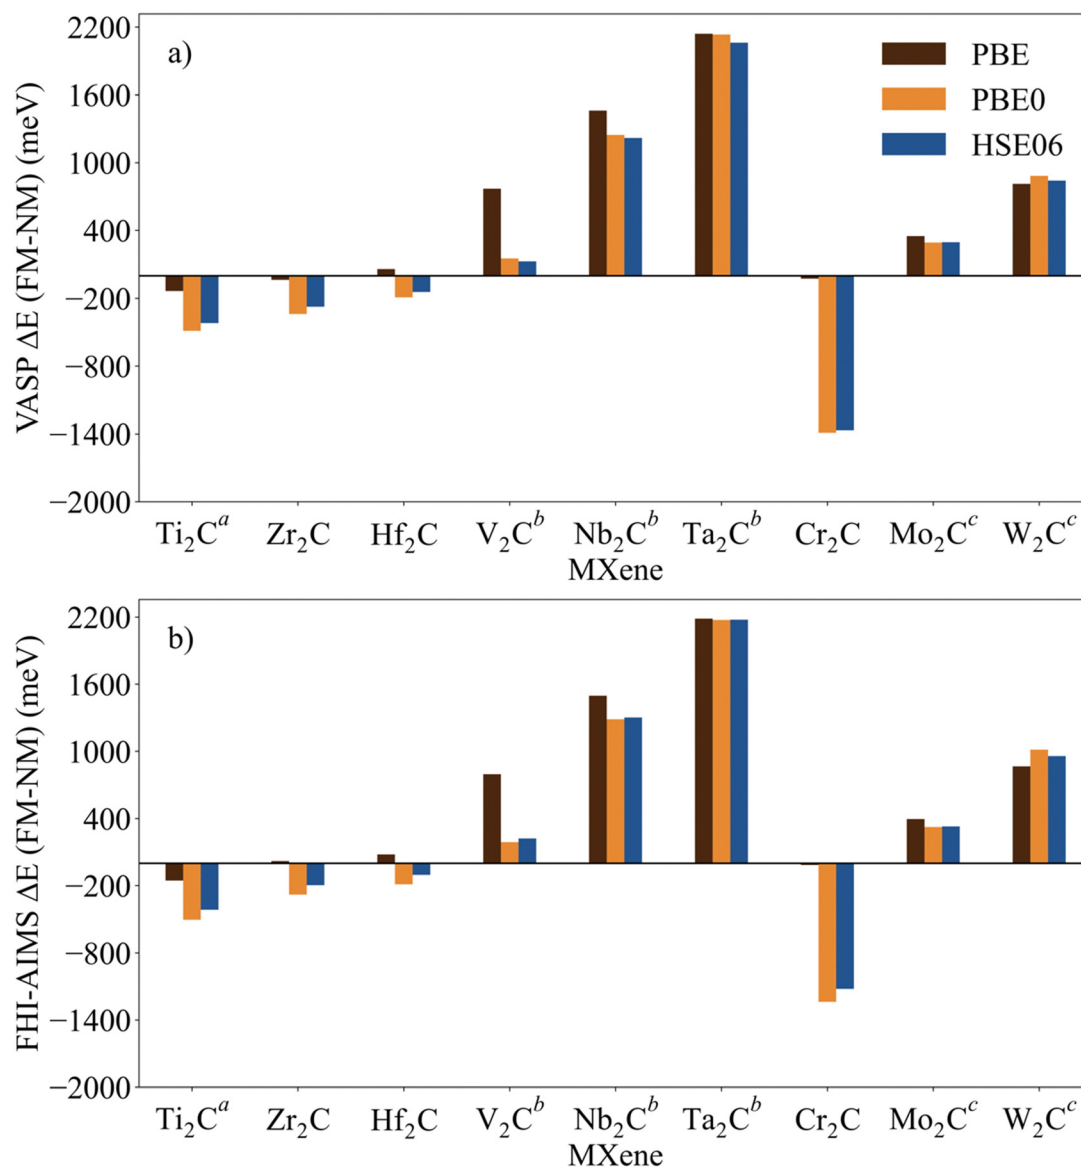 a)
PBE
PBE0
HSE06
VASP ΔE (FM-NM) (meV)
2200
1600
1000
400
−200
−800
−1400
−2000
Ti₂Cᵃ Zr₂C Hf₂C V₂Cᵇ Nb₂Cᵇ Ta₂Cᵇ Cr₂C Mo₂Cᶜ W₂Cᶜ
MXene
b)
FHI-AIMS ΔE (FM-NM) (meV)
2200
1600
1000
400
−200
−800
−1400
−2000
Ti₂Cᵃ Zr₂C Hf₂C V₂Cᵇ Nb₂Cᵇ Ta₂Cᵇ Cr₂C Mo₂Cᶜ W₂Cᶜ
MXene